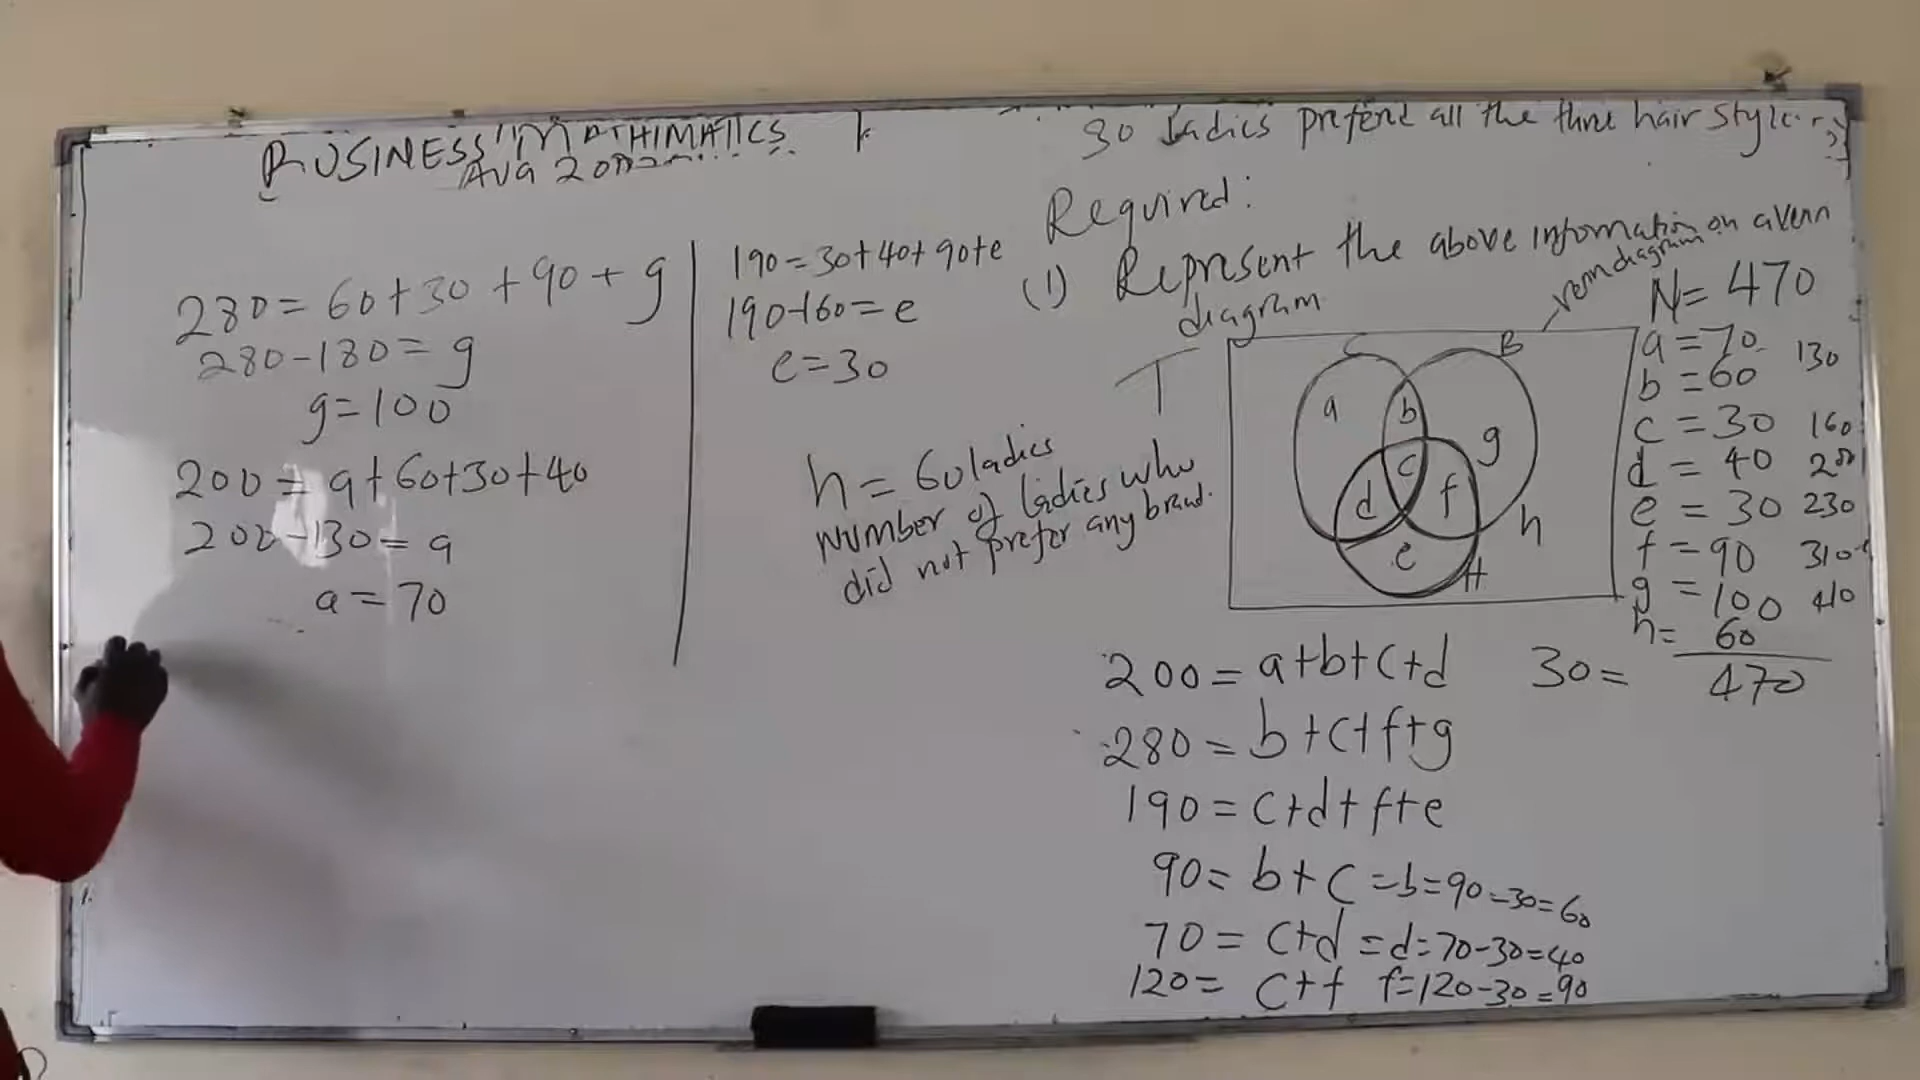 BUSINESS MATHIMATICS
AUG
280 = 60+30+90+g
280-180 = g
g=100
200 = a+60+30+40
200-130 = a
a = 70
190=30+40+90+e
190-160=e
e=30
h = 60 ladies
number of ladies who
did not prefer any brand.
30 Ladies preferd all the three hair style
Required:
(1) Represent the above information on a venn
diagram
venn diagram
T
C
B
a
b
g
c
d
f
e
h
H
N = 470
a = 70 130
b = 60
c = 30 160
d = 40
e = 30 230
f = 90 310
g = 100 410
h= 60
470
200 = a+b+c+d 30=
280 = b+c+f+g
190 = c+d+f+e
90= b+c =b=90-30=60
70 = c+d =d=70-30=40
120= c+f f=120-30=90